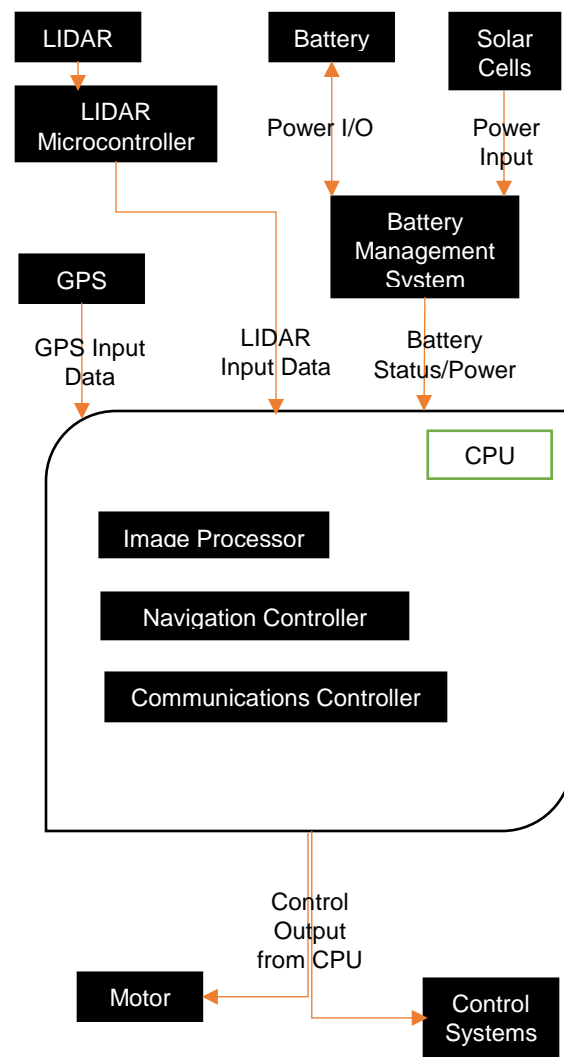 LIDAR
Battery
Solar
Cells
LIDAR
Microcontroller
Power I/O
Power
Input
Battery
Management
System
GPS
GPS Input
Data
LIDAR
Input Data
Battery
Status/Power
CPU
Image Processor
Navigation Controller
Communications Controller
Control
Output
from CPU
Motor
Control
Systems